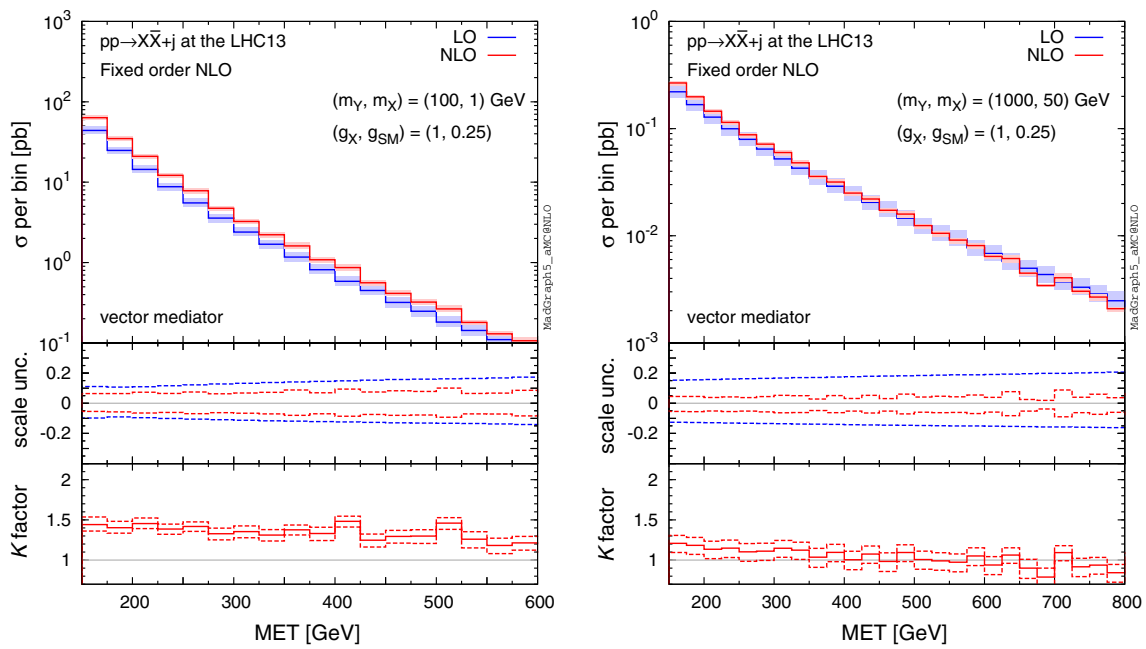 10^3
10^2
10^1
10^0
10^-1
σ per bin [pb]
pp→XX̅+j at the LHC13
Fixed order NLO
LO
NLO
(m_Y, m_X) = (100, 1) GeV
(g_X, g_SM) = (1, 0.25)
vector mediator
MadGraph5_aMC@NLO
scale unc.
0.2
0
-0.2
K factor
2
1.5
1
200 300 400 500 600
MET [GeV]
10^0
10^-1
10^-2
10^-3
σ per bin [pb]
pp→XX̅+j at the LHC13
Fixed order NLO
LO
NLO
(m_Y, m_X) = (1000, 50) GeV
(g_X, g_SM) = (1, 0.25)
vector mediator
MadGraph5_aMC@NLO
scale unc.
0.2
0
-0.2
K factor
2
1.5
1
200 300 400 500 600 700 800
MET [GeV]